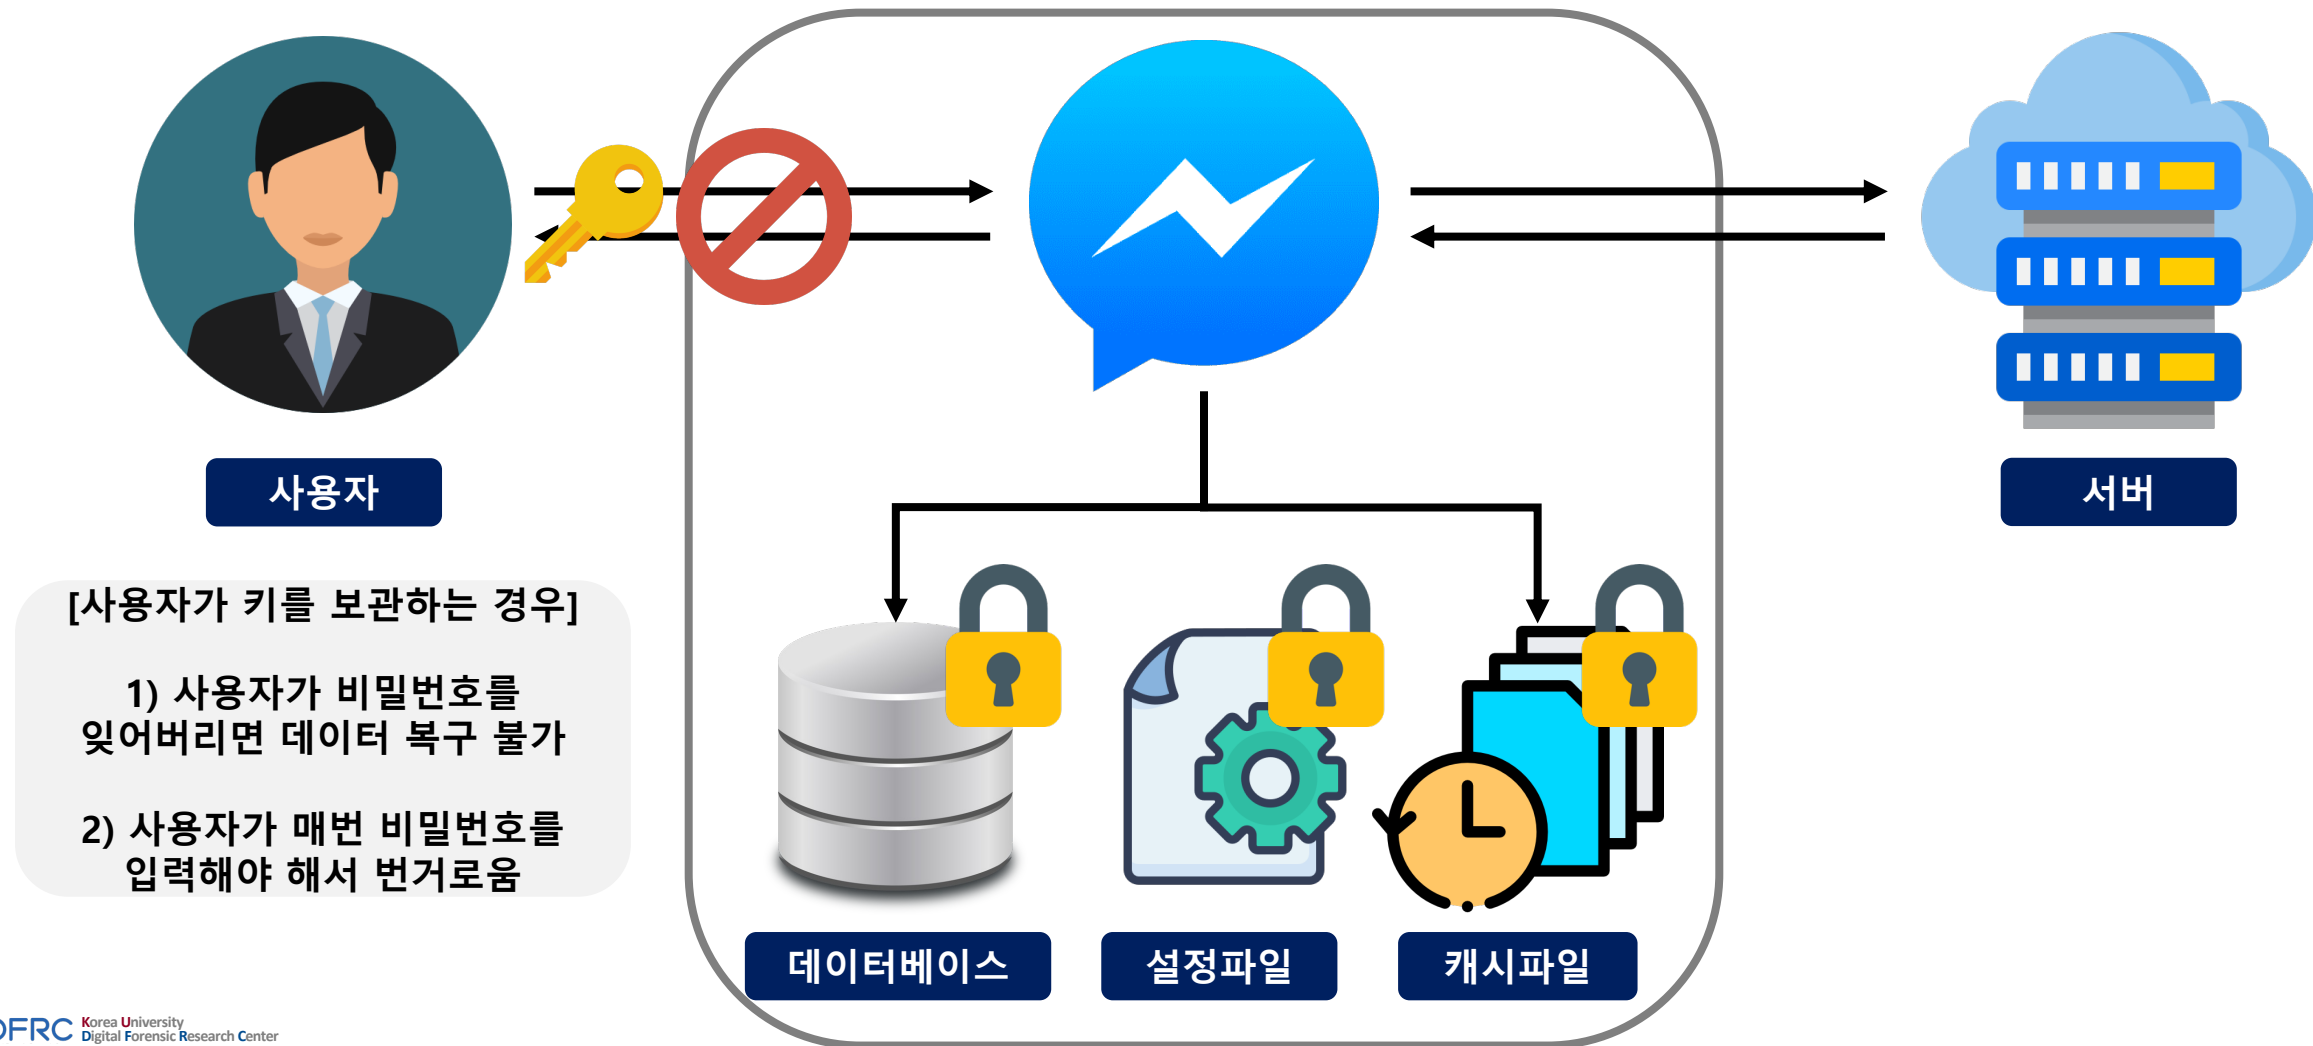 사용자
서버
[사용자가 키를 보관하는 경우]
1) 사용자가 비밀번호를
잊어버리면 데이터 복구 불가
2) 사용자가 매번 비밀번호를
입력해야 해서 번거로움
데이터베이스
설정파일
캐시파일
DFRC Korea University
Digital Forensic Research Center